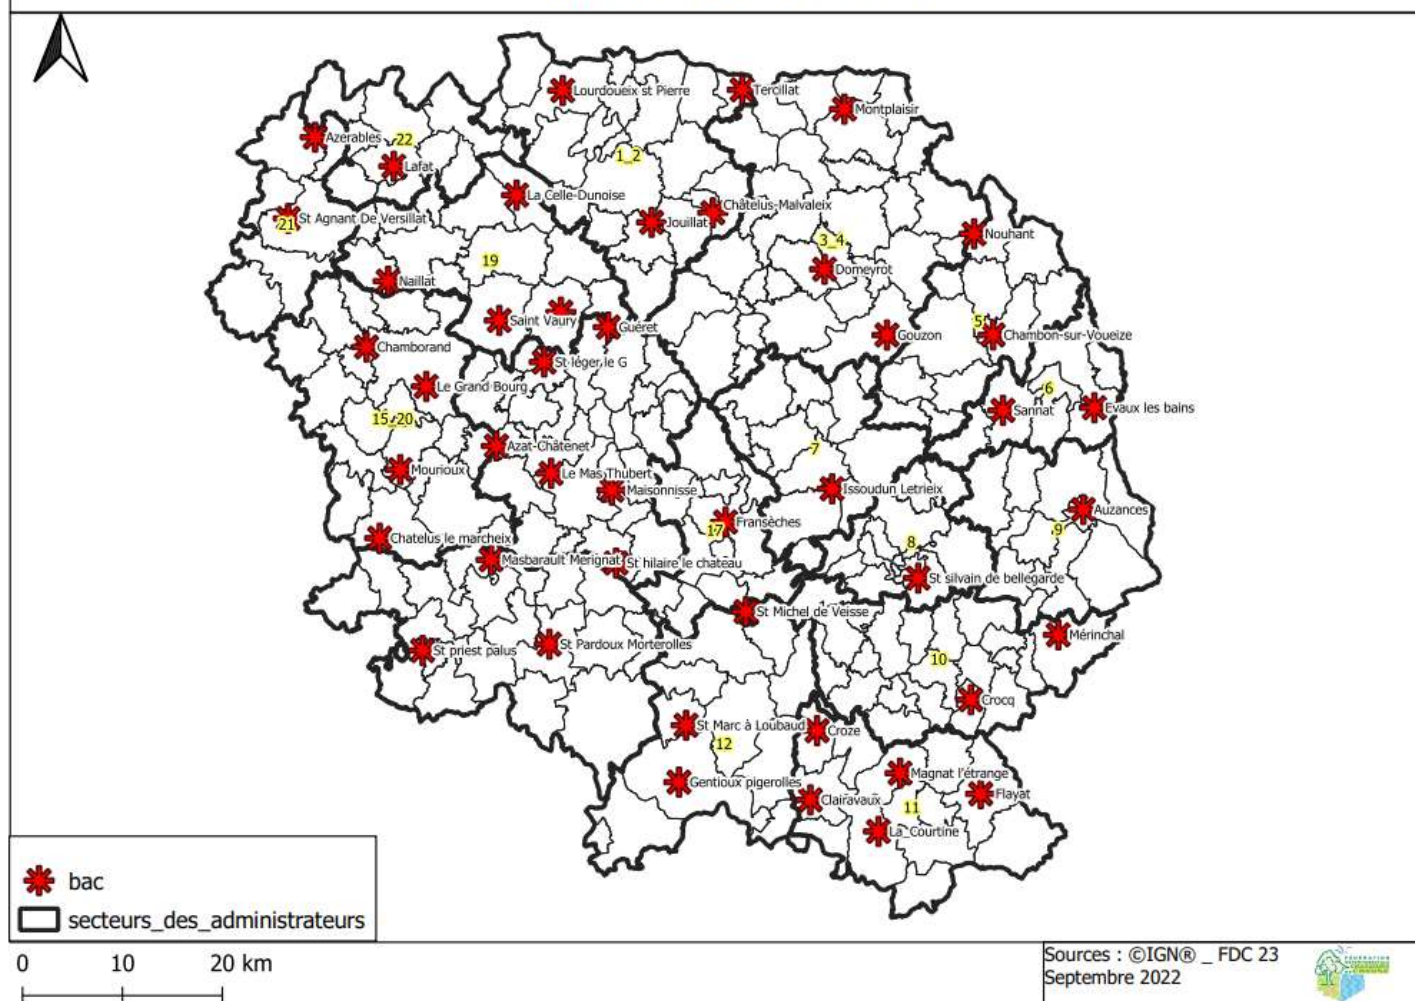 Lourdoueix st Pierre
Tercillat
Montplaisir
Azerables
22
Lafat
1_2
La Celle-Dunoise
Châtelus-Malvaleix
St Agnant De Versillat
21
Jouillat
Nouhant
3_4
19
Domeyrot
Naillat
Saint Vaury
Guéret
5
Gouzon
Chambon-sur-Voueize
Chamborand
St léger le G
Le Grand Bourg
6
Sannat
Evaux les bains
15_20
Azat-Châtenet
7
Mourioux
Le Mas Thubert
Maisonnisse
Issoudun Letrieix
Auzances
17
Fransèches
9
Chatelus le marcheix
8
Masbarault Merignat
St hilaire le chateau
St silvain de bellegarde
St Michel de Veisse
Mérinchal
St priest palus
St Pardoux Morterolles
10
Crocq
St Marc à Loubaud
Croze
12
Magnat l'étrange
Gentioux pigerolles
Flayat
Clairavaux
11
La_Courtine
bac
secteurs_des_administrateurs
0 10 20 km
Sources : ©IGN® _ FDC 23
Septembre 2022